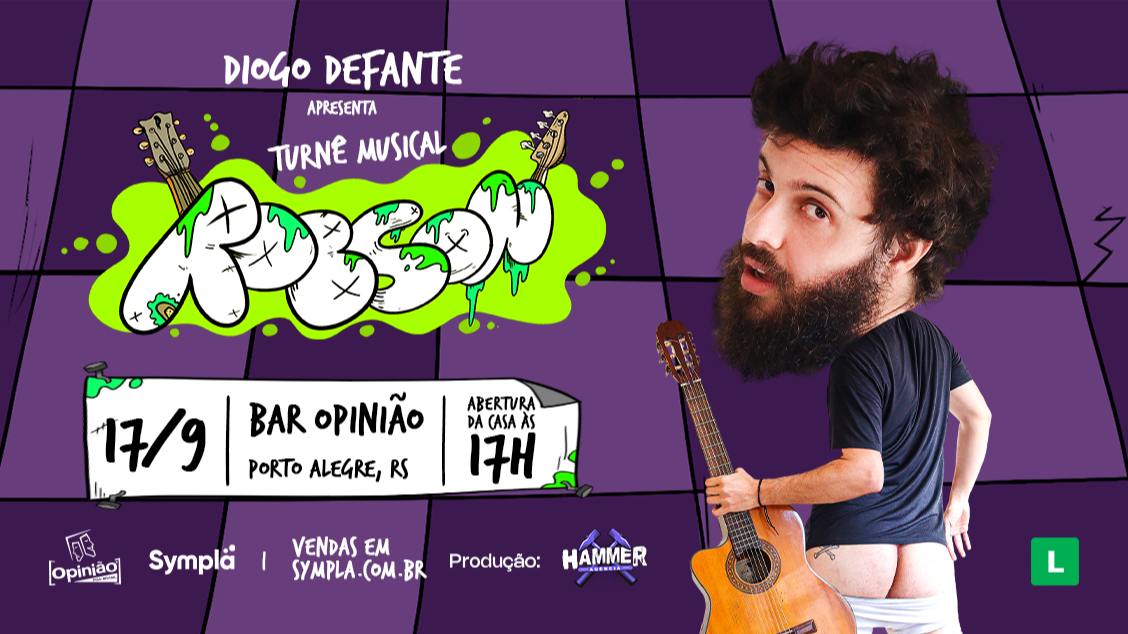 DIOGO DEFANTE
APRESENTA
TURNÊ MUSICAL
ROBSON
17/9
BAR OPINIÃO
PORTO ALEGRE, RS
ABERTURA
DA CASA ÀS
17H
Opinião
Sympla
VENDAS EM
SYMPLA.COM.BR
Produção:
HAMMER
AGENCIA
L